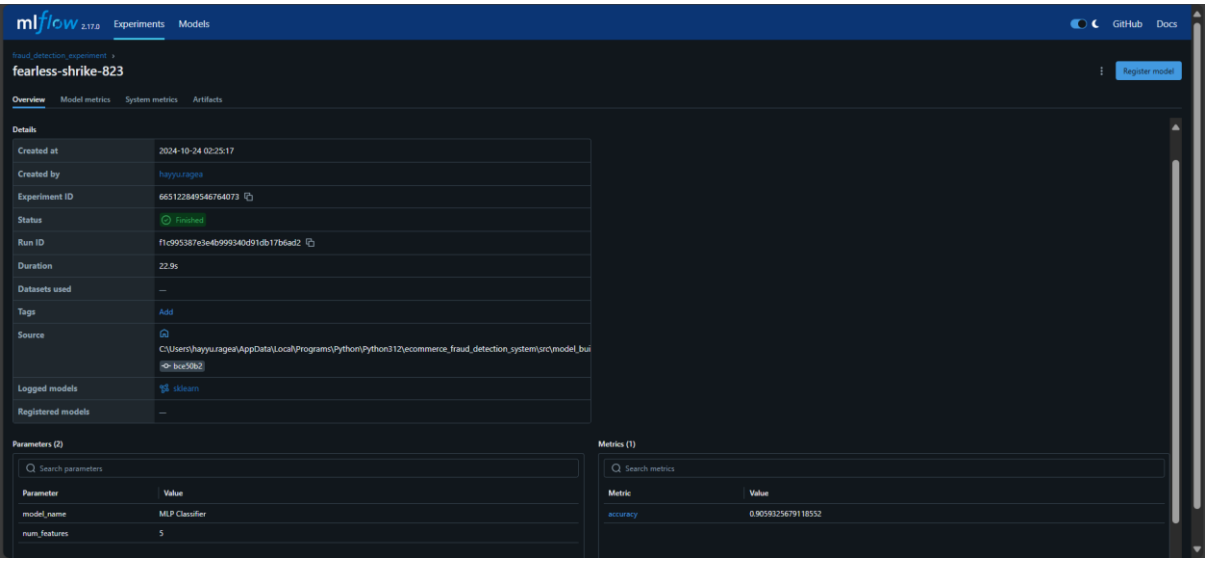 mlflow 2.17.0 Experiments Models GitHub Docs
fraud_detection_experiment >
fearless-shrike-823 Register model
Overview Model metrics System metrics Artifacts
Details
Created at 2024-10-24 02:25:17
Created by hayyu.ragea
Experiment ID 665122849546764073
Status Finished
Run ID f1c995387e3e4b999340d91db17b6ad2
Duration 22.9s
Datasets used —
Tags Add
Source
C:\Users\hayyu.ragea\AppData\Local\Programs\Python\Python312\ecommerce_fraud_detection_system\src\model_bui
bce50b2
Logged models sklearn
Registered models —
Parameters (2) Metrics (1)
Search parameters Search metrics
Parameter Value Metric Value
model_name MLP Classifier accuracy 0.9059325679118552
num_features 5